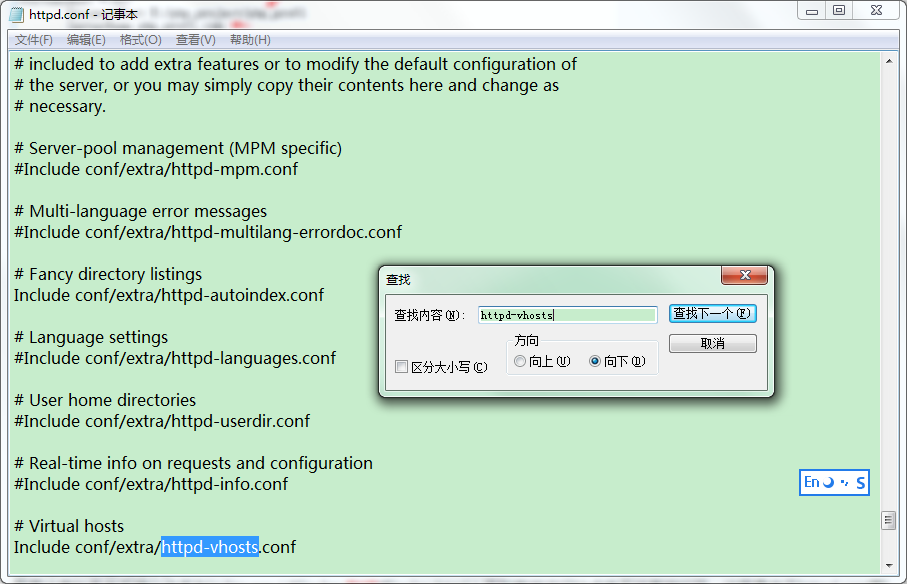 httpd.conf - 记事本
文件(F) 编辑(E) 格式(O) 查看(V) 帮助(H)
# included to add extra features or to modify the default configuration of
# the server, or you may simply copy their contents here and change as
# necessary.
# Server-pool management (MPM specific)
#Include conf/extra/httpd-mpm.conf
# Multi-language error messages
#Include conf/extra/httpd-multilang-errordoc.conf
# Fancy directory listings
Include conf/extra/httpd-autoindex.conf
# Language settings
#Include conf/extra/httpd-languages.conf
# User home directories
#Include conf/extra/httpd-userdir.conf
# Real-time info on requests and configuration
#Include conf/extra/httpd-info.conf
# Virtual hosts
Include conf/extra/httpd-vhosts.conf
查找
查找内容(N): httpd-vhosts 查找下一个(F)
方向 取消
区分大小写(C) 向上(U) 向下(D)
En S